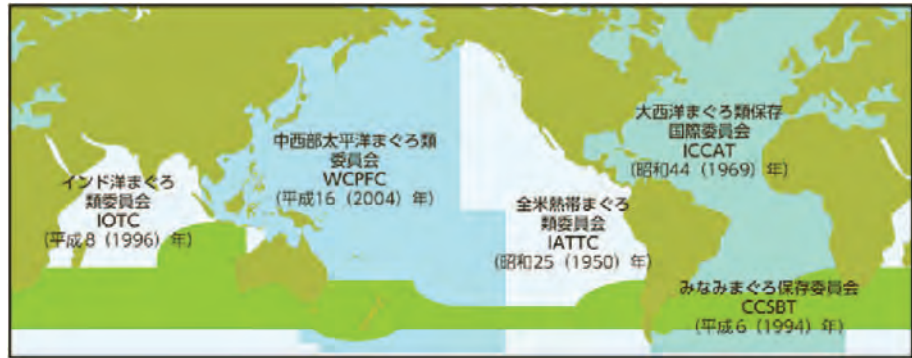 インド洋まぐろ
類委員会
IOTC
(平成8（1996）年)
中西部太平洋まぐろ類
委員会
WCPFC
(平成16（2004）年)
全米熱帯まぐろ
類委員会
IATTC
(昭和25（1950）年)
大西洋まぐろ類保存
国際委員会
ICCAT
(昭和44（1969）年)
みなみまぐろ保存委員会
CCSBT
(平成6（1994）年)